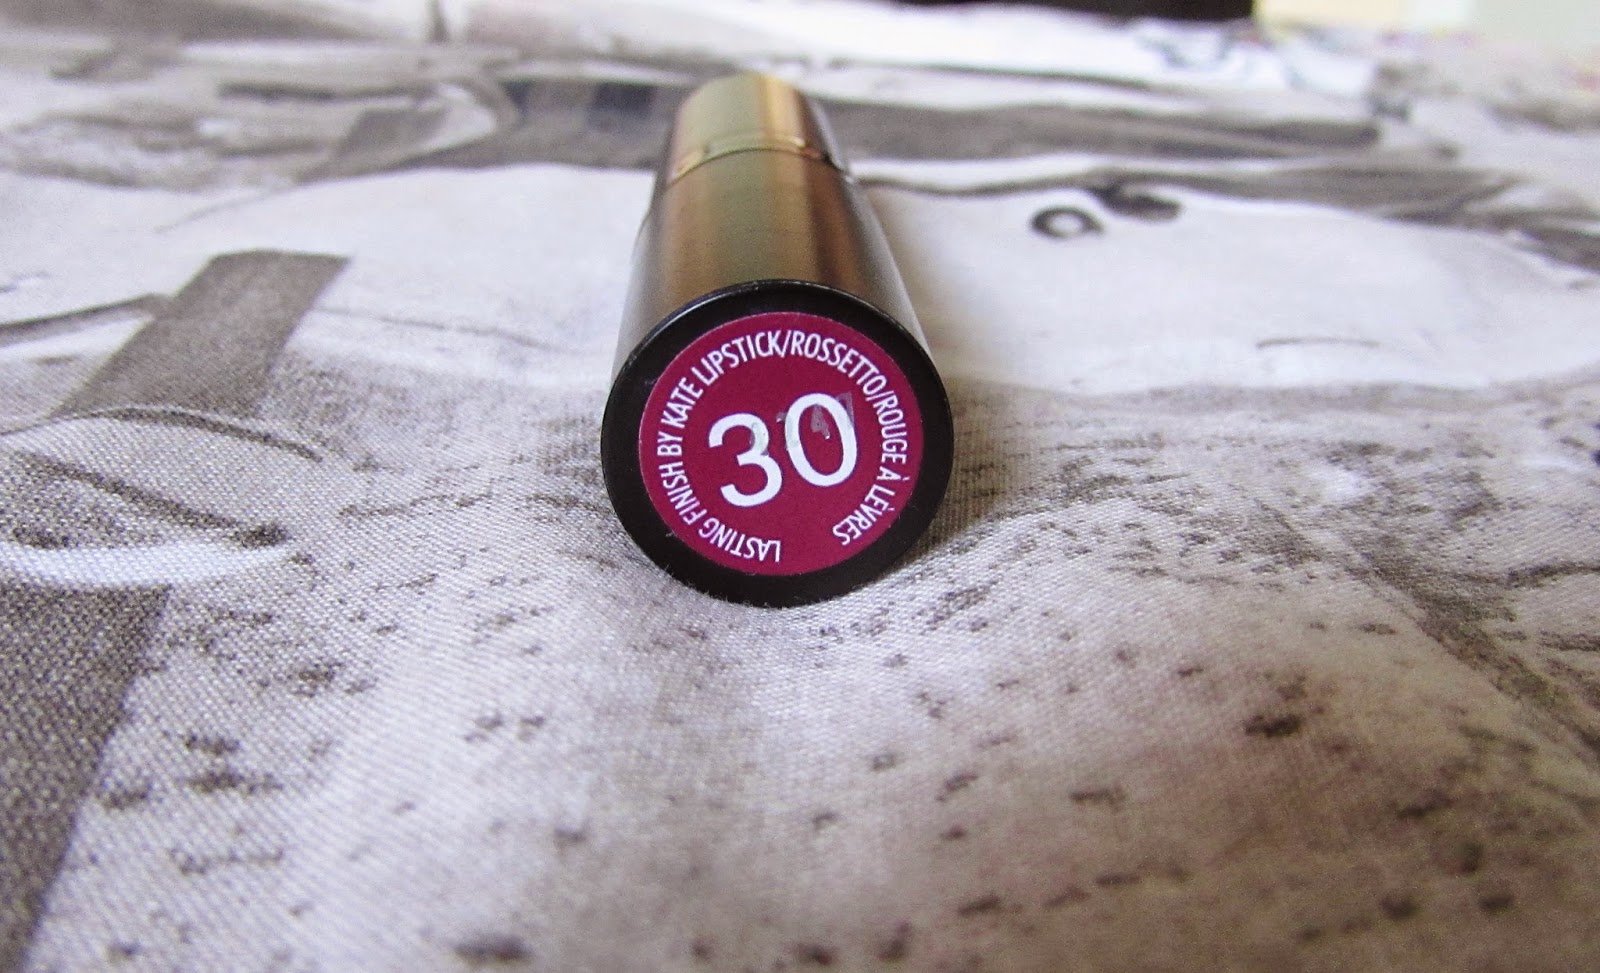 LASTING FINISH BY KATE LIPSTICK/ROSSETTO/ROUGE À LÈVRES
30